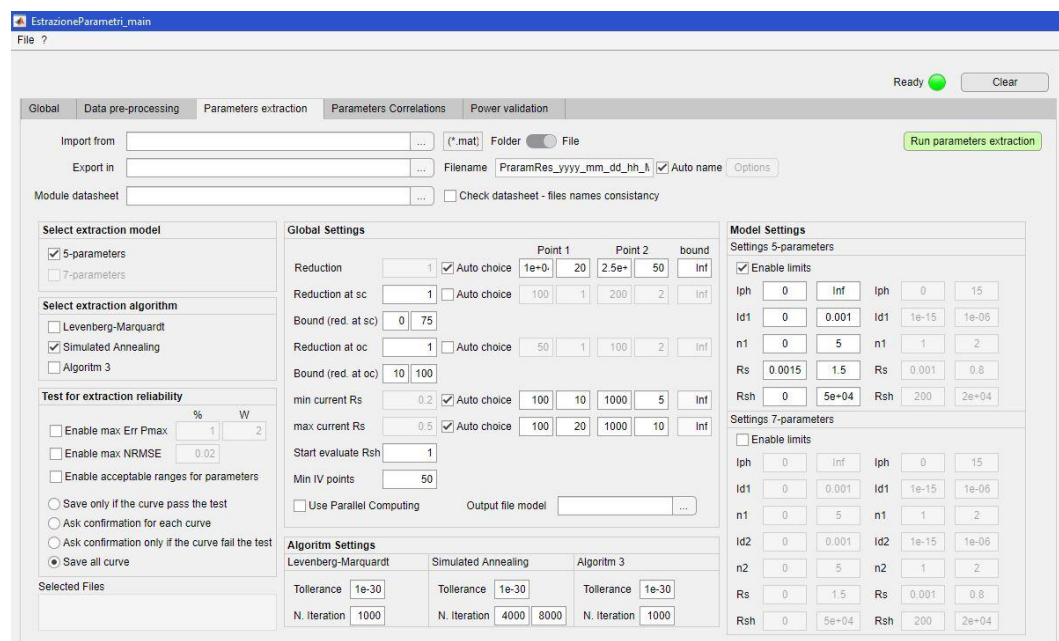 EstrazioneParametri_main
File ?
Ready Clear
Global Data pre-processing Parameters extraction Parameters Correlations Power validation
Import from ... (*.mat) Folder File Run parameters extraction
Export in ... Filename PraramRes_yyyy_mm_dd_hh_M Auto name Options
Module datasheet ... Check datasheet - files names consistancy
Select extraction model
5-parameters
7-parameters
Select extraction algorithm
Levenberg-Marquardt
Simulated Annealing
Algoritm 3
Test for extraction reliability
% W
Enable max Err Pmax 1 2
Enable max NRMSE 0.02
Enable acceptable ranges for parameters
Save only if the curve pass the test
Ask confirmation for each curve
Ask confirmation only if the curve fail the test
Save all curve
Selected Files
Global Settings
Point 1 Point 2 bound
Reduction 1 Auto choice 1e+0 20 2.5e+ 50 Inf
Reduction at sc 1 Auto choice 100 1 200 2 Inf
Bound (red. at sc) 0 75
Reduction at oc 1 Auto choice 50 1 100 2 Inf
Bound (red. at oc) 10 100
min current Rs 0.2 Auto choice 100 10 1000 5 Inf
max current Rs 0.5 Auto choice 100 20 1000 10 Inf
Start evaluate Rsh 1
Min IV points 50
Use Parallel Computing Output file model ...
Algoritm Settings
Levenberg-Marquardt Simulated Annealing Algoritm 3
Tollerance 1e-30 Tollerance 1e-30 Tollerance 1e-30
N. Iteration 1000 N. Iteration 4000 8000 N. Iteration 1000
Model Settings
Settings 5-parameters
Enable limits
Iph 0 Inf Iph 0 15
Id1 0 0.001 Id1 1e-15 1e-06
n1 0 5 n1 1 2
Rs 0.0015 1.5 Rs 0.001 0.8
Rsh 0 5e+04 Rsh 200 2e+04
Settings 7-parameters
Enable limits
Iph 0 Inf Iph 0 15
Id1 0 0.001 Id1 1e-15 1e-06
n1 0 5 n1 1 2
Id2 0 0.001 Id2 1e-15 1e-06
n2 0 5 n2 1 2
Rs 0 1.5 Rs 0.001 0.8
Rsh 0 5e+04 Rsh 200 2e+04